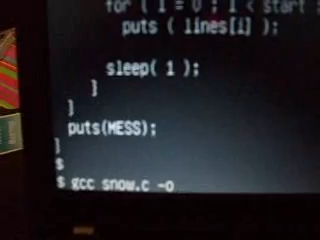 for ( i = 0 ; i < start ;
puts ( lines[i] );
sleep( 1 );
}
}
puts(MESS);
}
$
$ gcc snow.c -o